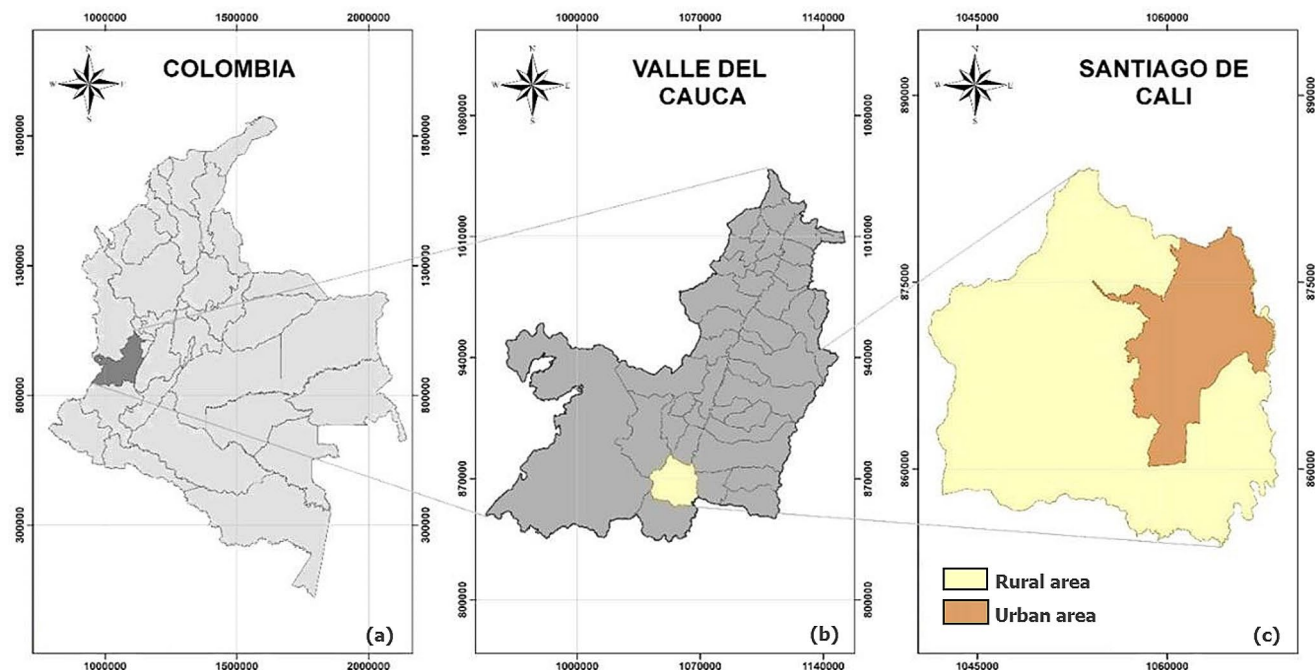 1000000 1500000 2000000
1000000 1070000 1140000
1045000 1060000
N
W E
S
COLOMBIA
1800000 1800000
1300000 1300000
800000 800000
300000 300000
(a)
1000000 1500000 2000000
N
W E
S
VALLE DEL
CAUCA
1080000 1080000
1010000 1010000
940000 940000
870000 870000
800000 800000
(b)
1000000 1070000 1140000
N
W E
S
SANTIAGO DE
CALI
890000 890000
875000 875000
860000 860000
Rural area
Urban area
(c)
1045000 1060000